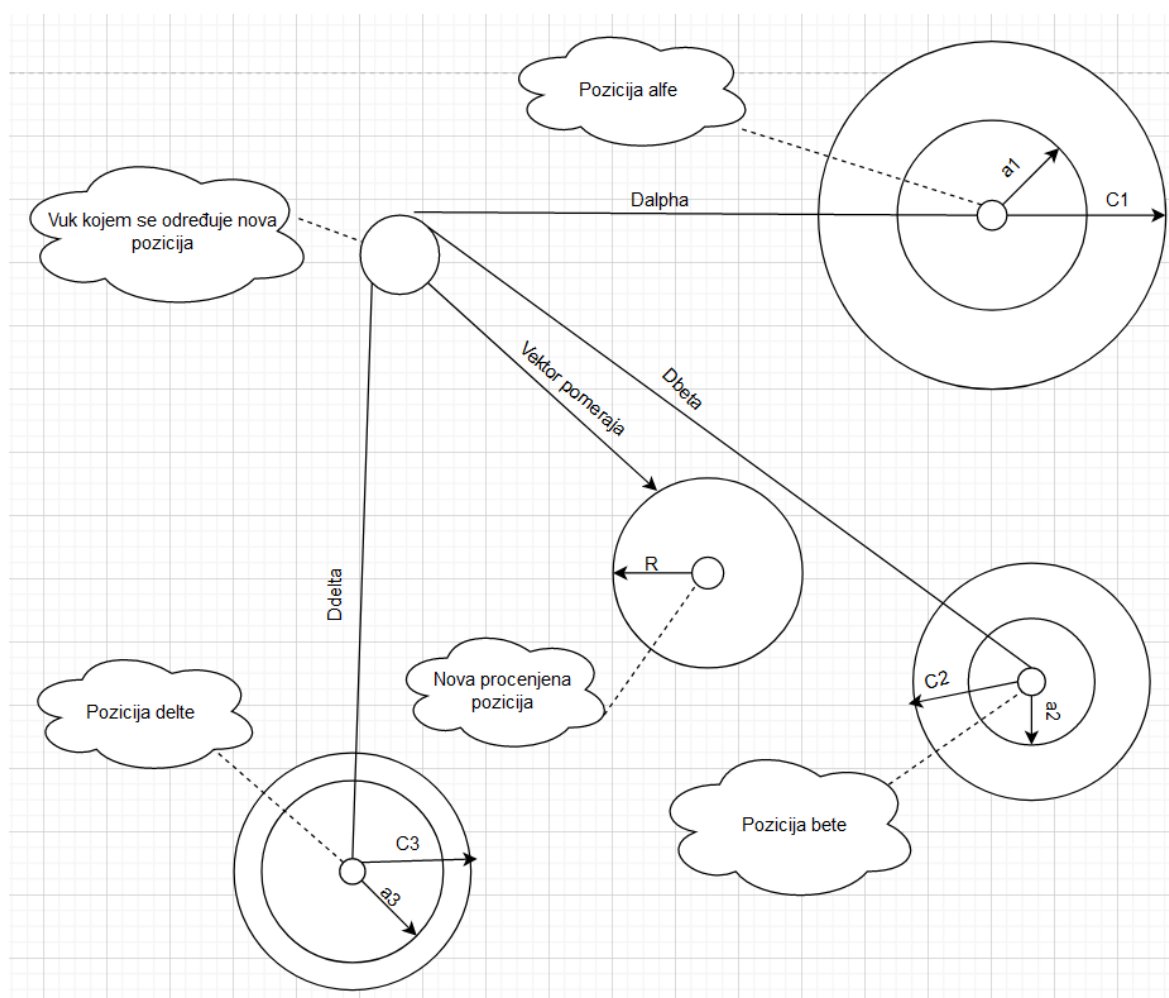 Pozicija alfe
a1
C1
Dalpha
Vuk kojem se određuje nova
pozicija
Vektor pomeraja
Dbeta
R
Ddelta
Nova procenjena
pozicija
C2
a2
Pozicija delte
Pozicija bete
C3
a3